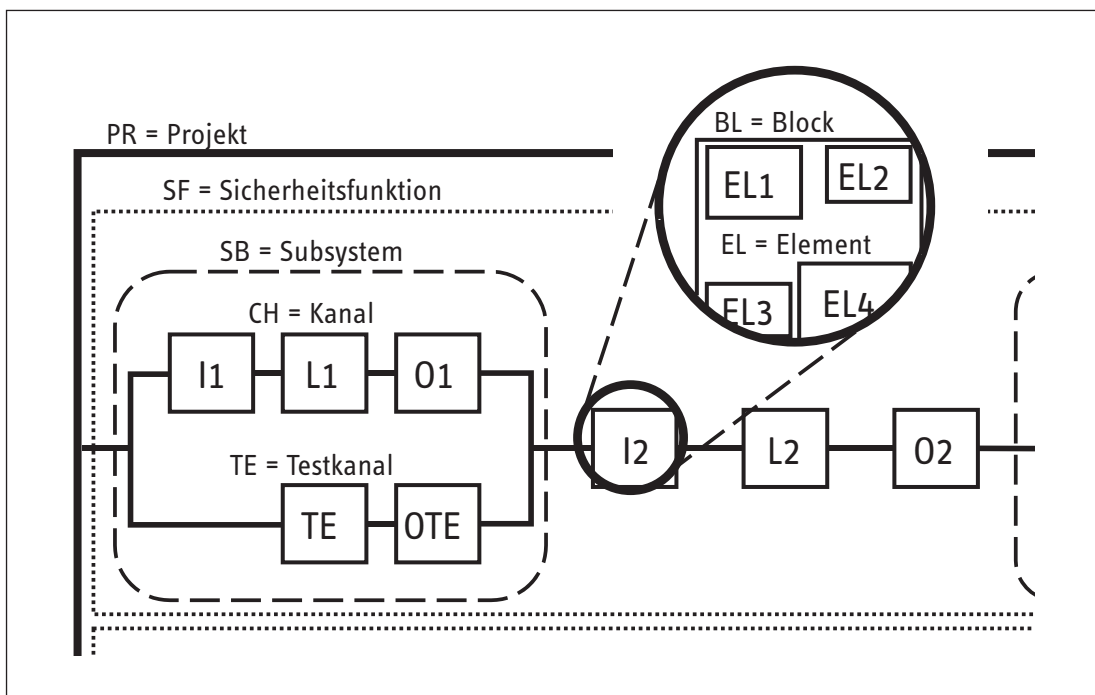 BL = Block
PR = Projekt
EL1
EL2
SF = Sicherheitsfunktion
EL = Element
SB = Subsystem
EL3
EL4
CH = Kanal
I1
L1
O1
I2
L2
O2
TE = Testkanal
TE
OTE